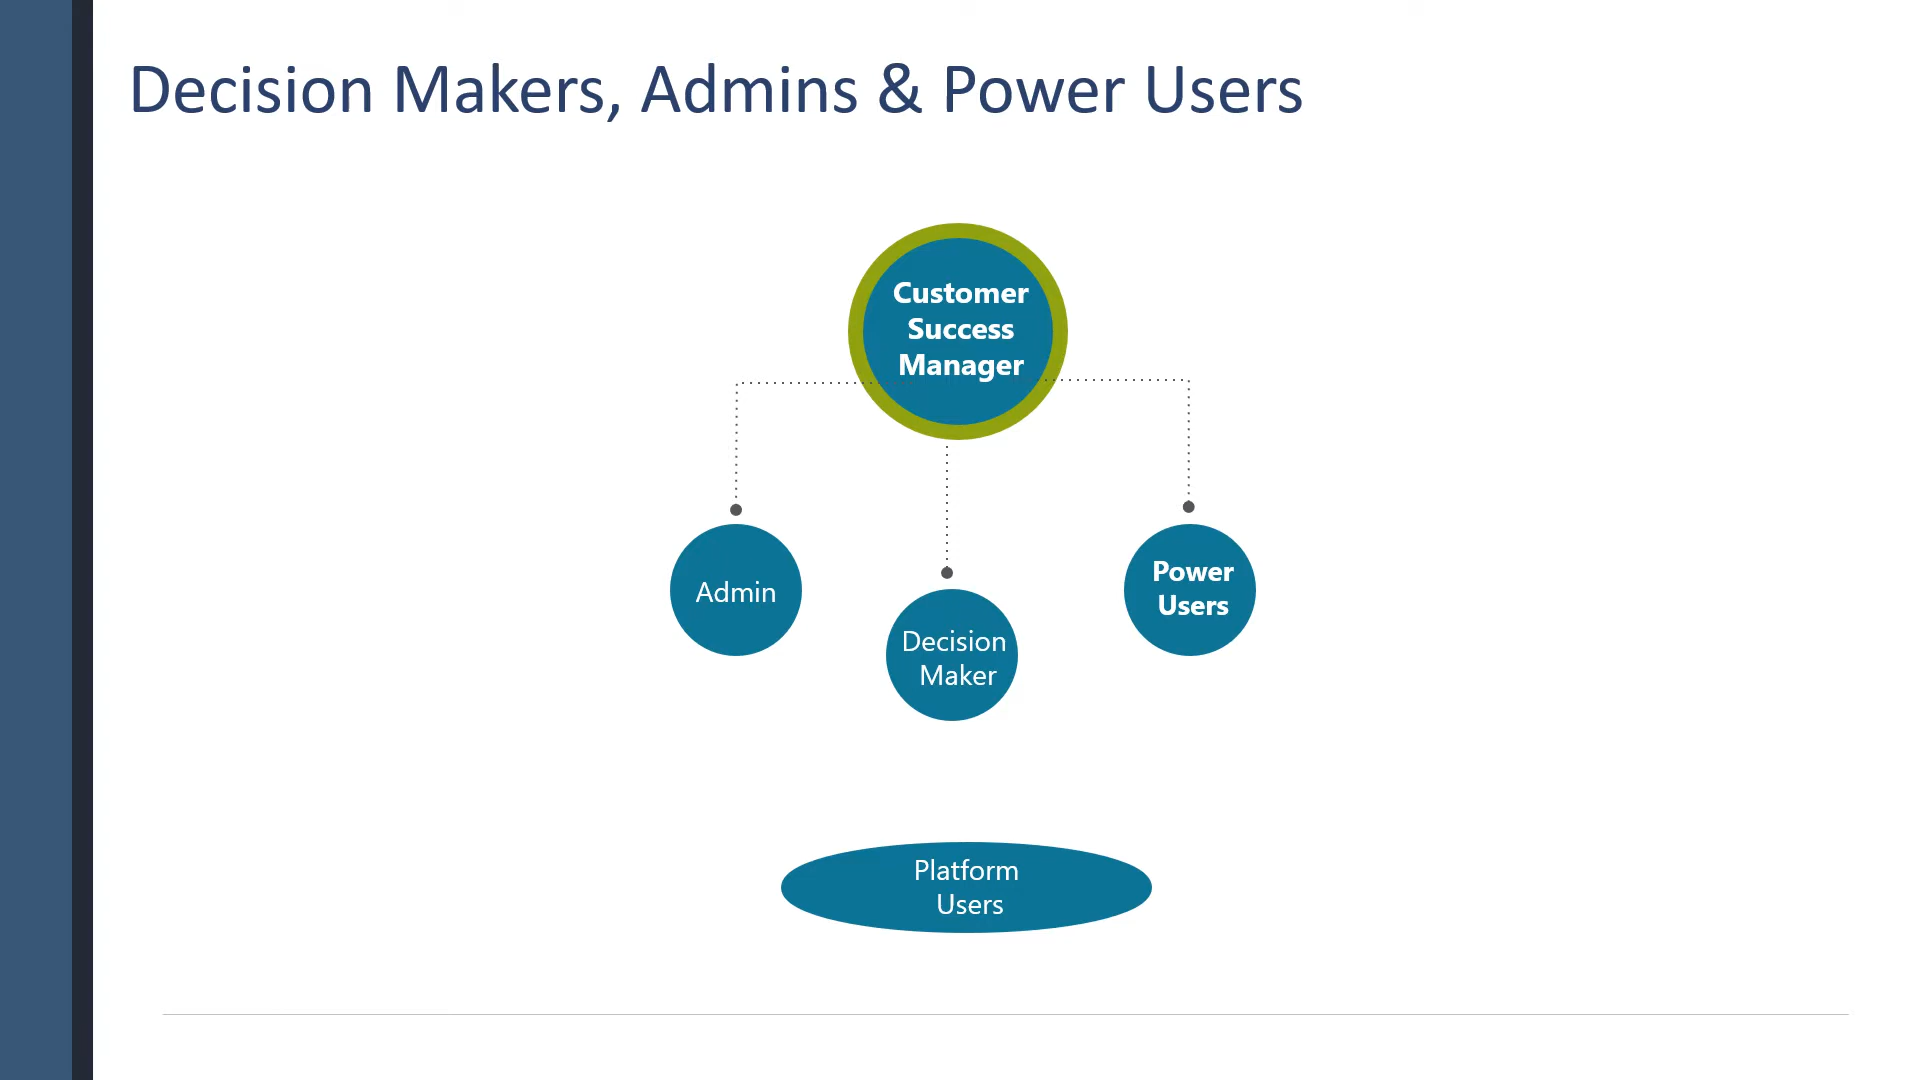 Decision Makers, Admins & Power Users
Customer
Success
Manager
Admin
Decision
Maker
Power
Users
Platform
Users